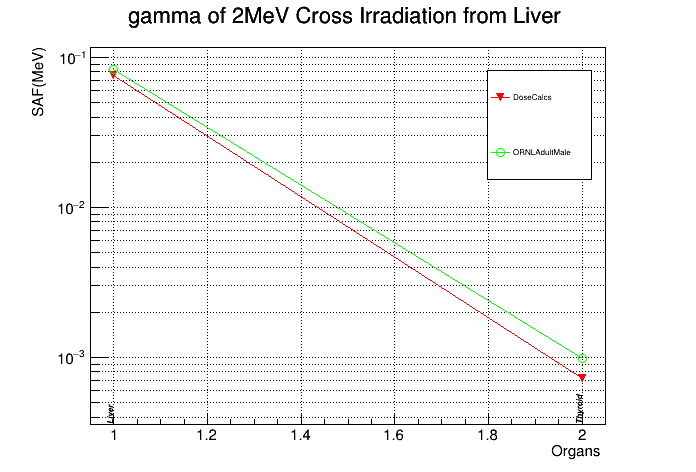 gamma of 2MeV Cross Irradiation from Liver
SAF(MeV)
10⁻¹
10⁻²
10⁻³
DoseCalcs
ORNLAdultMale
Liver
Thyroid
1 1.2 1.4 1.6 1.8 2
Organs